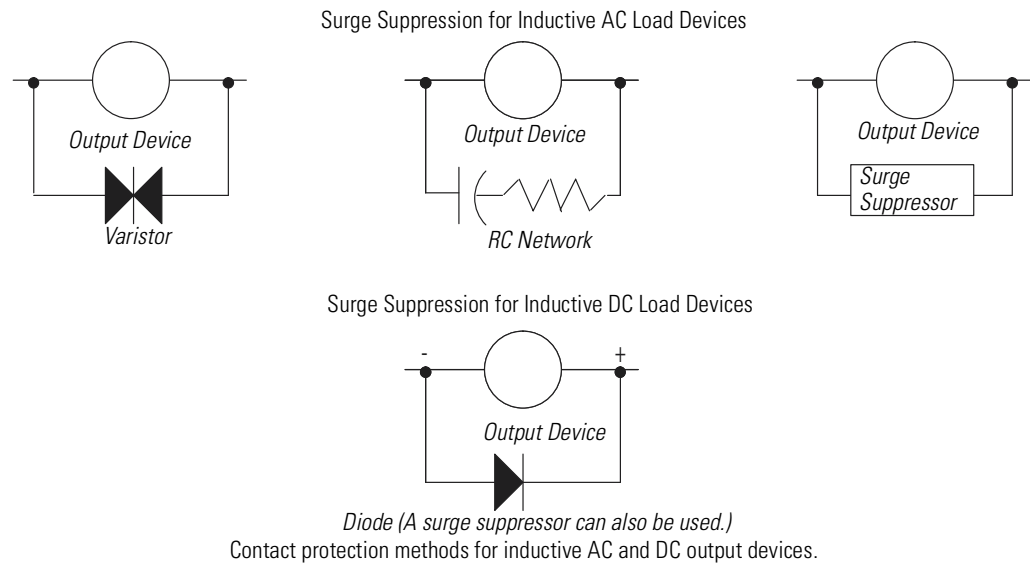 Surge Suppression for Inductive AC Load Devices
Output Device
Varistor
Output Device
RC Network
Output Device
Surge
Suppressor
Surge Suppression for Inductive DC Load Devices
- +
Output Device
Diode (A surge suppressor can also be used.)
Contact protection methods for inductive AC and DC output devices.